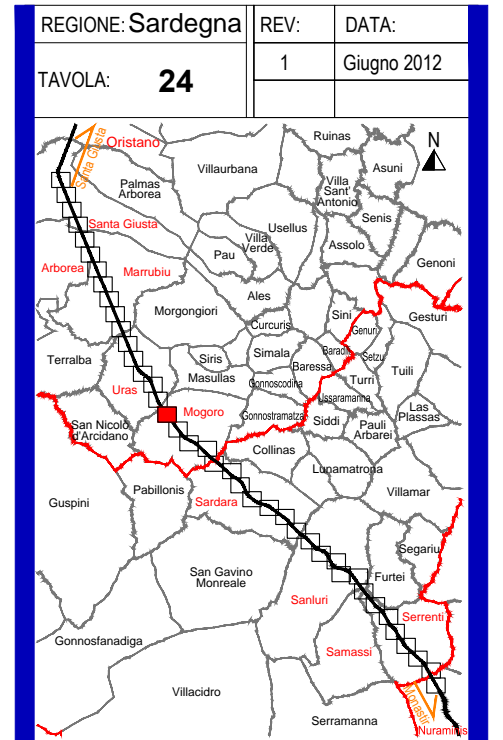 REGIONE: Sardegna
REV:
DATA:
TAVOLA: 24
1
Giugno 2012
N
Oristano
Santa Giusta
Ruinas
Villaurbana
Asuni
Palmas
Arborea
Villa
Sant'
Antonio
Senis
Santa Giusta
Usellus
Villa
Verde
Assolo
Pau
Genoni
Arborea
Marrubiu
Ales
Morgongiori
Sini
Gesturi
Curcuris
Genuri
Terralba
Siris
Simala
Baradili
Setzu
Masullas
Baressa
Tuili
Uras
Gonnoscodina
Turri
Ussaramanna
Mogoro
Gonnostramatza
Siddi
Las
Plassas
San Nicolò
d'Arcidano
Pauli
Arbarei
Collinas
Lunamatrona
Pabillonis
Villamar
Guspini
Sardara
Segariu
San Gavino
Monreale
Furtei
Sanluri
Serrenti
Gonnosfanadiga
Samassi
Villacidro
Monastir
Serramanna
Nuraminis